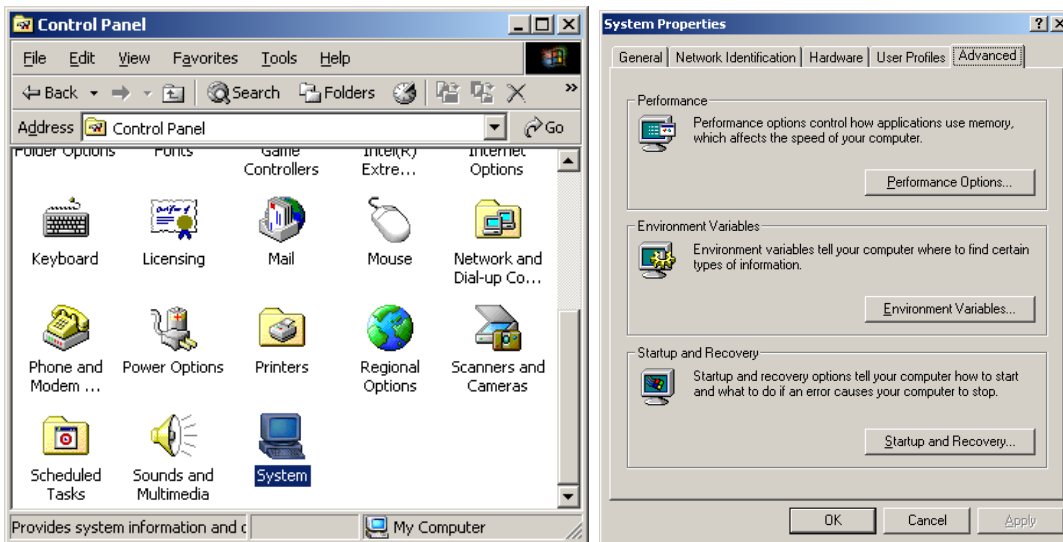 Control Panel
File Edit View Favorites Tools Help
Back Search Folders »
Address Control Panel Go
Folder Options Fonts Game Controllers Intel(R) Extre... Internet Options
Keyboard Licensing Mail Mouse Network and Dial-up Co...
Phone and Modem ... Power Options Printers Regional Options Scanners and Cameras
Scheduled Tasks Sounds and Multimedia System
Provides system information and c My Computer
System Properties
General Network Identification Hardware User Profiles Advanced
Performance
Performance options control how applications use memory,
which affects the speed of your computer.
Performance Options...
Environment Variables
Environment variables tell your computer where to find certain
types of information.
Environment Variables...
Startup and Recovery
Startup and recovery options tell your computer how to start
and what to do if an error causes your computer to stop.
Startup and Recovery...
OK Cancel Apply